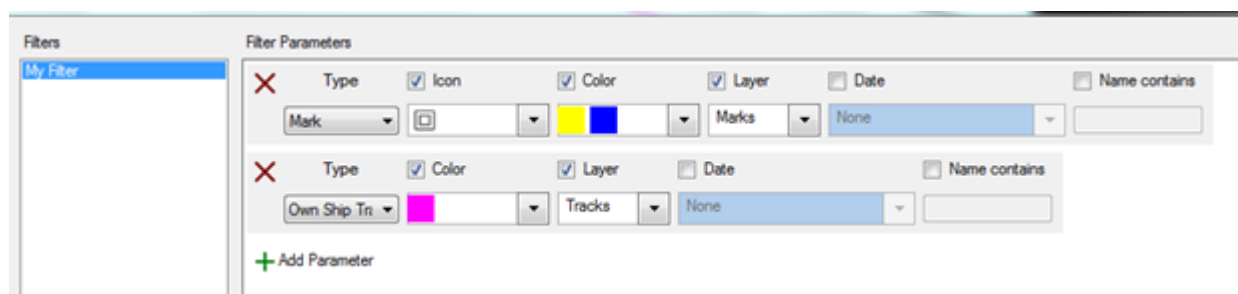 Filters
Filter Parameters
My Filter
Type Icon Color Layer Date Name contains
Mark Marks None
Type Color Layer Date Name contains
Own Ship Tra Tracks None
Add Parameter